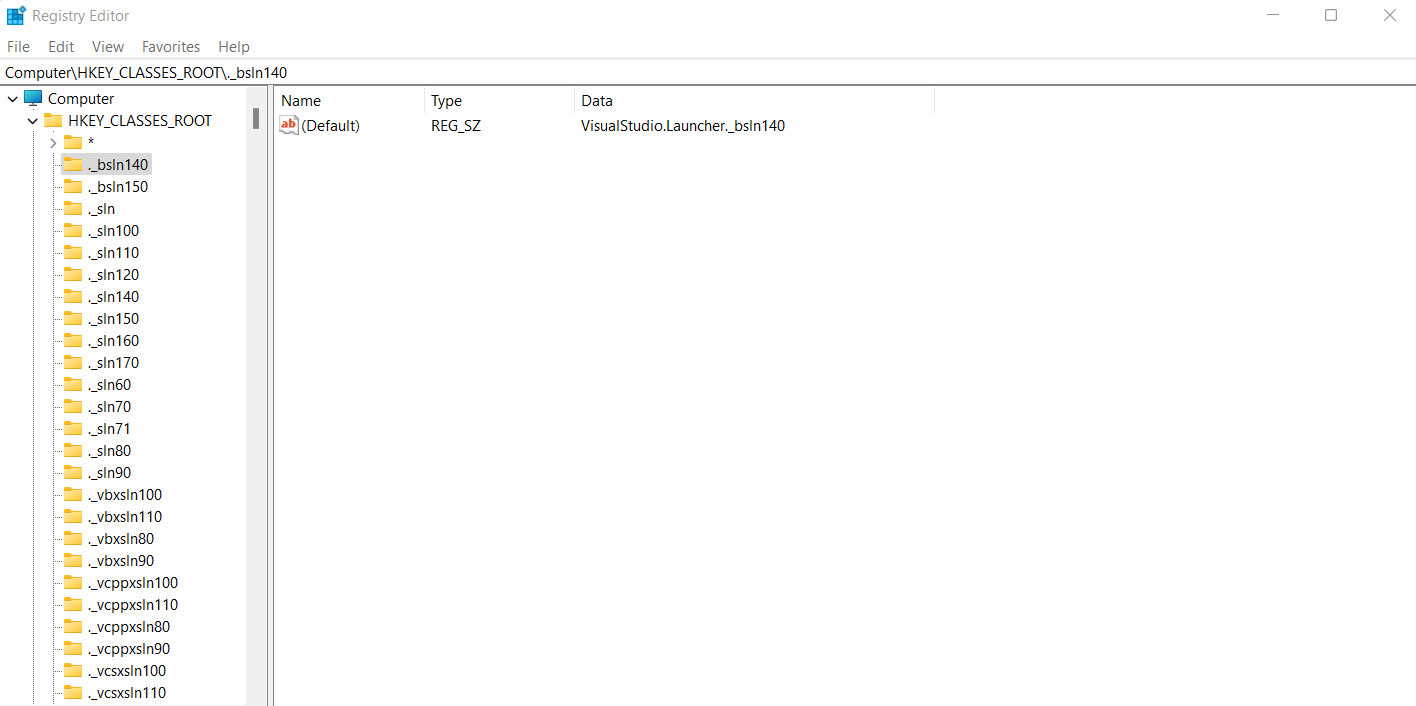 Registry Editor
File Edit View Favorites Help
Computer\HKEY_CLASSES_ROOT\._bsln140
Computer
HKEY_CLASSES_ROOT
*
._bsln140
._bsln150
._sln
._sln100
._sln110
._sln120
._sln140
._sln150
._sln160
._sln170
._sln60
._sln70
._sln71
._sln80
._sln90
._vbxsln100
._vbxsln110
._vbxsln80
._vbxsln90
._vcppxsln100
._vcppxsln110
._vcppxsln80
._vcppxsln90
._vcsxsln100
._vcsxsln110
Name Type Data
ab (Default) REG_SZ VisualStudio.Launcher._bsln140